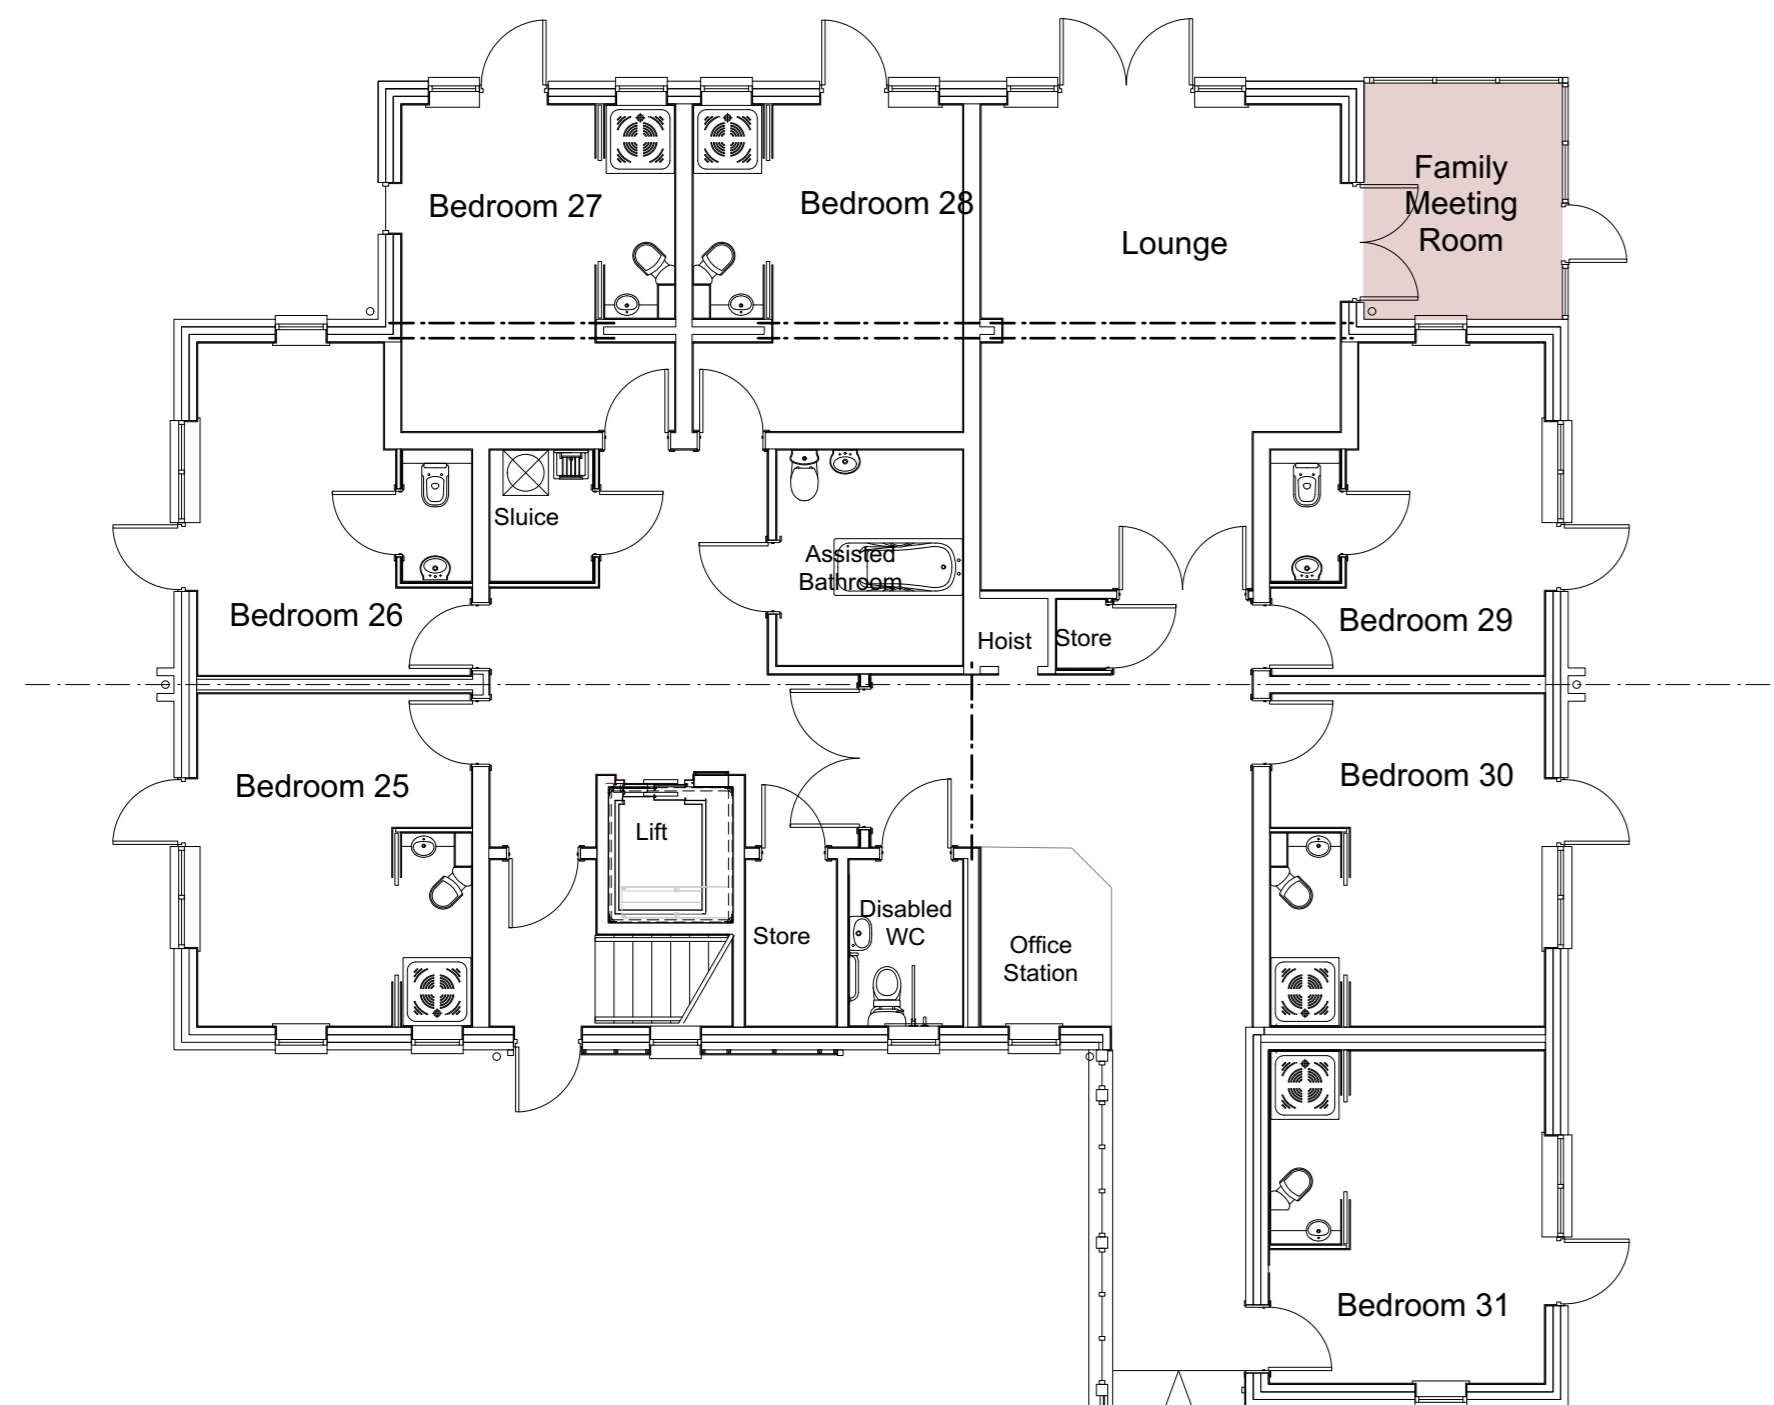 Family
Meeting
Room
Bedroom 27
Bedroom 28
Lounge
Sluice
Assisted
Bathroom
Bedroom 26
Hoist
Store
Bedroom 29
Bedroom 25
Bedroom 30
Lift
Store
Disabled
WC
Office
Station
Bedroom 31